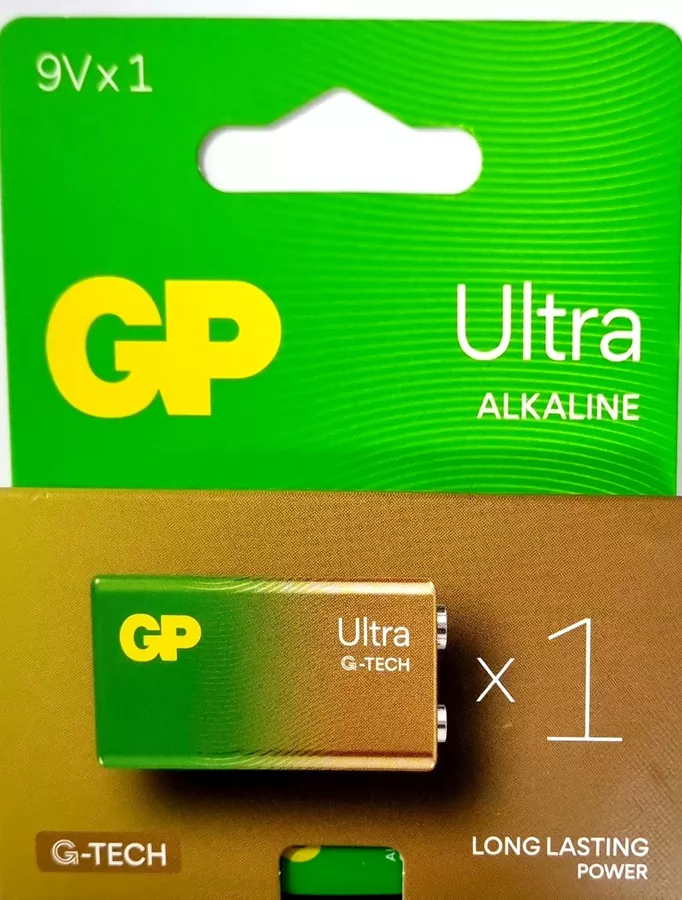 9V x 1
GP
Ultra
ALKALINE
GP
Ultra
G-TECH
x 1
G-TECH
LONG LASTING
POWER